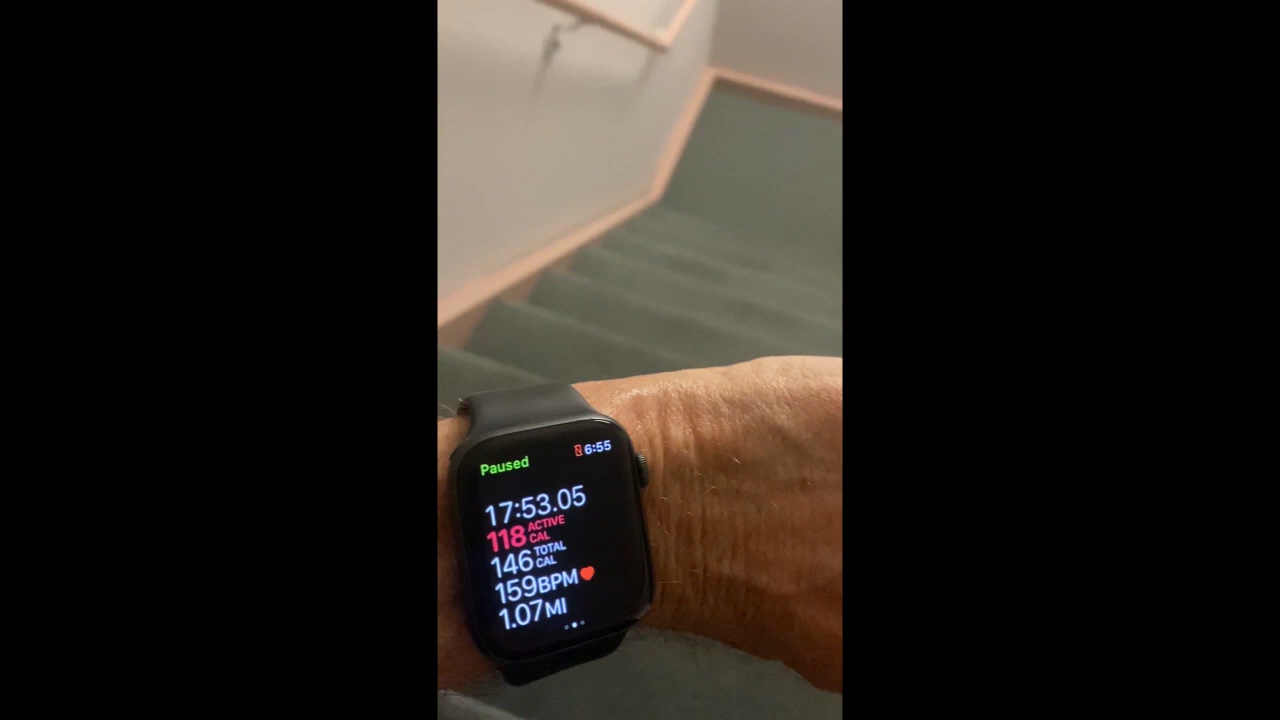 6:55
Paused
17:53.05
118 ACTIVE CAL
146 TOTAL CAL
159BPM
1.07MI